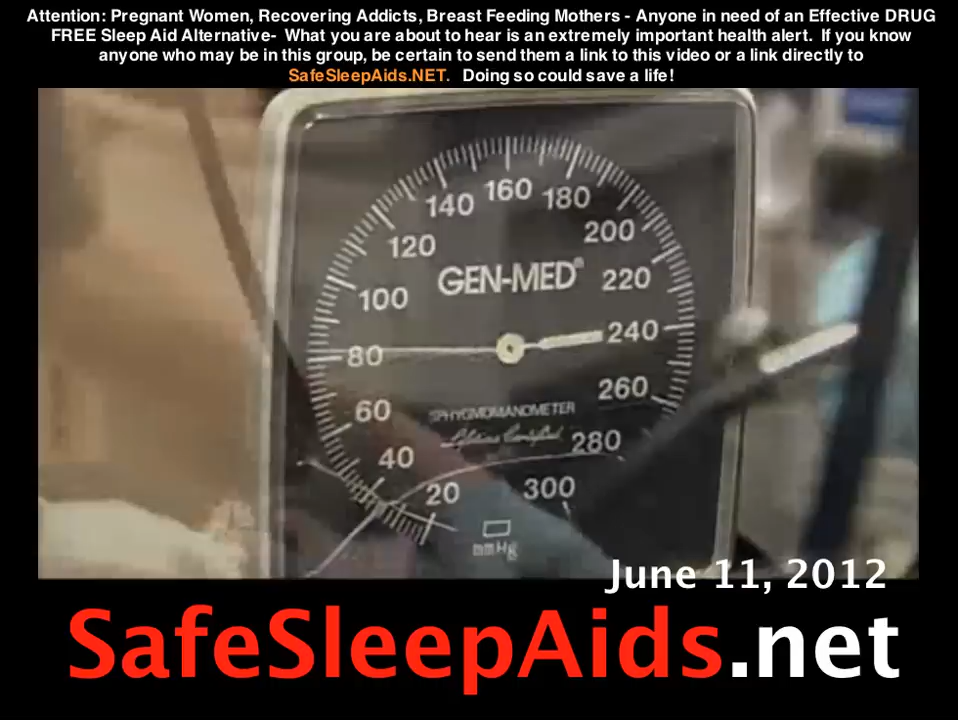 Attention: Pregnant Women, Recovering Addicts, Breast Feeding Mothers - Anyone in need of an Effective DRUG
FREE Sleep Aid Alternative- What you are about to hear is an extremely important health alert. If you know
anyone who may be in this group, be certain to send them a link to this video or a link directly to
SafeSleepAids.NET. Doing so could save a life!
140 160 180
120 200
GEN-MED®
100 220
80 240
60 260
SPHYGMOMANOMETER
Lifetime Certified 280
40
20 300
mmHg
June 11, 2012
SafeSleepAids.net